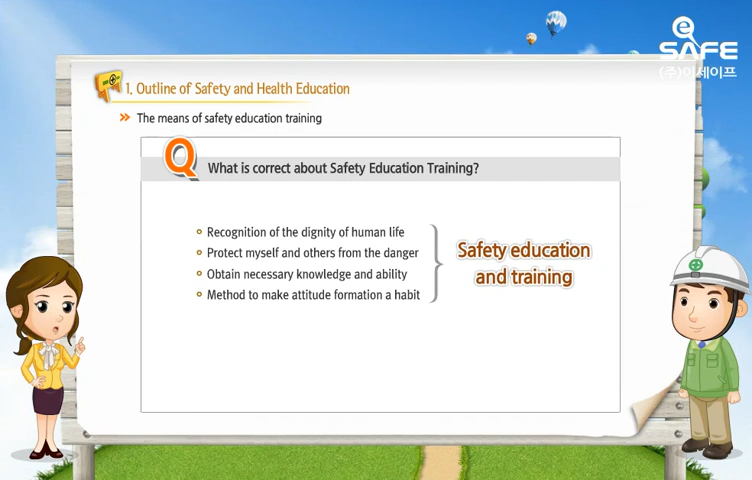 e
SAFE
(주)이세이프
1. Outline of Safety and Health Education
The means of safety education training
Q
What is correct about Safety Education Training?
Recognition of the dignity of human life
Protect myself and others from the danger
Obtain necessary knowledge and ability
Method to make attitude formation a habit
Safety education
and training